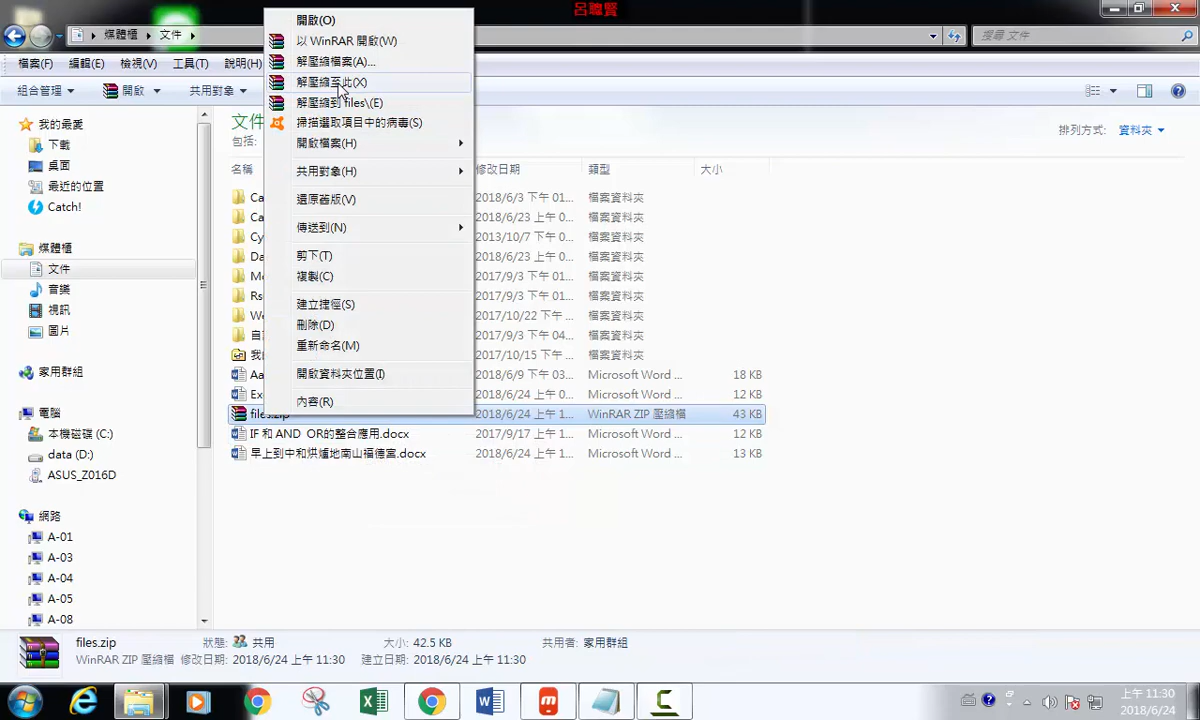 呂聰賢
媒體櫃 文件
搜尋 文件
檔案(F) 編輯(E) 檢視(V) 工具(T) 說明(H)
組合管理 開啟 共用對象
開啟(O)
以 WinRAR 開啟(W)
解壓縮檔案(A)...
解壓縮至此(X)
解壓縮到 files\(E)
掃描選取項目中的病毒(S)
開啟檔案(H)
共用對象(H)
還原舊版(V)
傳送到(N)
剪下(T)
複製(C)
建立捷徑(S)
刪除(D)
重新命名(M)
開啟資料夾位置(I)
內容(R)
我的最愛
下載
桌面
最近的位置
Catch!
媒體櫃
文件
音樂
視訊
圖片
家用群組
電腦
本機磁碟 (C:)
data (D:)
ASUS_Z016D
網路
A-01
A-03
A-04
A-05
A-08
文件
包括:
排列方式: 資料夾
名稱 修改日期 類型 大小
Ca 2018/6/3 下午 01... 檔案資料夾
Ca 2018/6/23 上午 0... 檔案資料夾
Cy 2013/10/7 下午 0... 檔案資料夾
Da 2018/6/23 上午 0... 檔案資料夾
2017/9/3 下午 01... 檔案資料夾
2017/9/3 下午 01... 檔案資料夾
2017/10/22 下午 ... 檔案資料夾
自 2017/9/3 下午 04... 檔案資料夾
我 2017/10/15 下午 ... 檔案資料夾
Aa 2018/6/9 下午 03... Microsoft Word ... 18 KB
Ex 2018/6/24 上午 0... Microsoft Word ... 12 KB
files.zip 2018/6/24 上午 1... WinRAR ZIP 壓縮檔 43 KB
IF 和 AND OR的整合應用.docx 2017/9/17 上午 1... Microsoft Word ... 12 KB
早上到中和烘爐地南山福德宮.docx 2018/6/24 上午 1... Microsoft Word ... 13 KB
files.zip 狀態: 共用 大小: 42.5 KB 共用者: 家用群組
WinRAR ZIP 壓縮檔 修改日期: 2018/6/24 上午 11:30 建立日期: 2018/6/24 上午 11:30
上午 11:30
2018/6/24